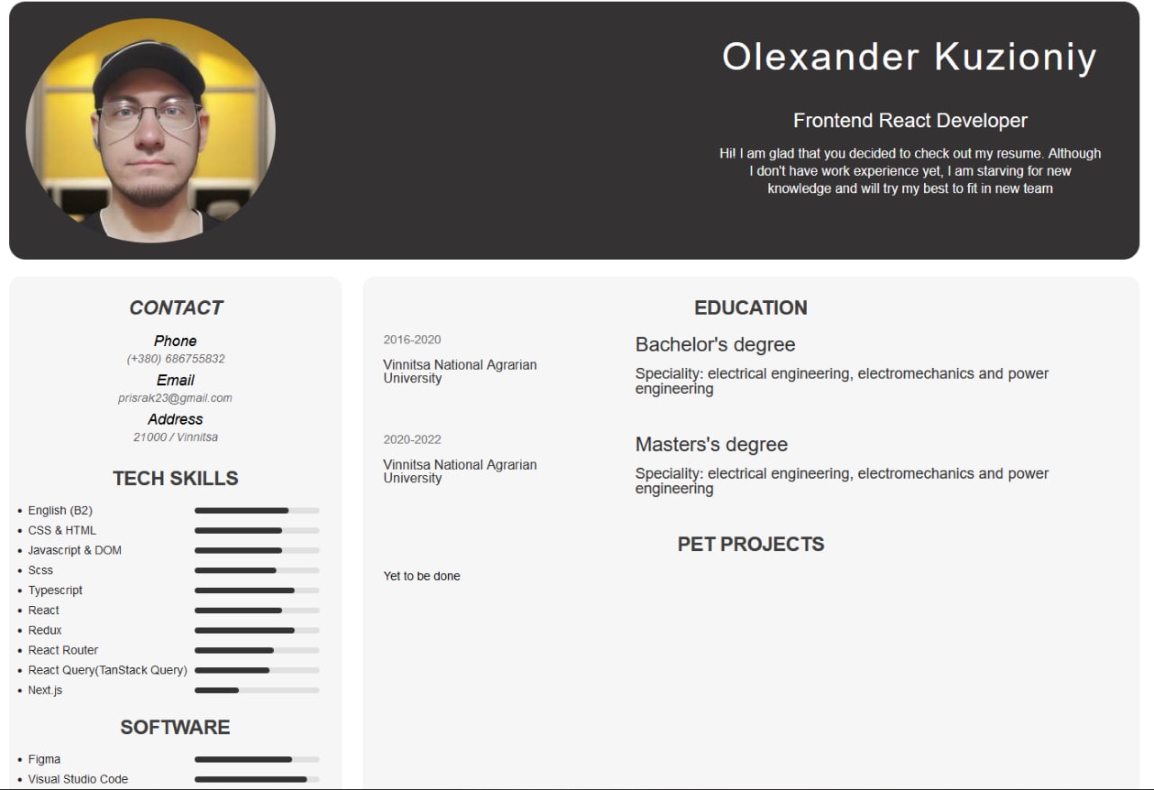 Olexander Kuzioniy
Frontend React Developer
Hi! I am glad that you decided to check out my resume. Although
I don't have work experience yet, I am starving for new
knowledge and will try my best to fit in new team
CONTACT
Phone
(+380) 686755832
Email
prisrak23@gmail.com
Address
21000 / Vinnitsa
TECH SKILLS
English (B2)
CSS & HTML
Javascript & DOM
Scss
Typescript
React
Redux
React Router
React Query(TanStack Query)
Next.js
SOFTWARE
Figma
Visual Studio Code
EDUCATION
2016-2020
Vinnitsa National Agrarian
University
Bachelor's degree
Speciality: electrical engineering, electromechanics and power
engineering
2020-2022
Vinnitsa National Agrarian
University
Masters's degree
Speciality: electrical engineering, electromechanics and power
engineering
PET PROJECTS
Yet to be done